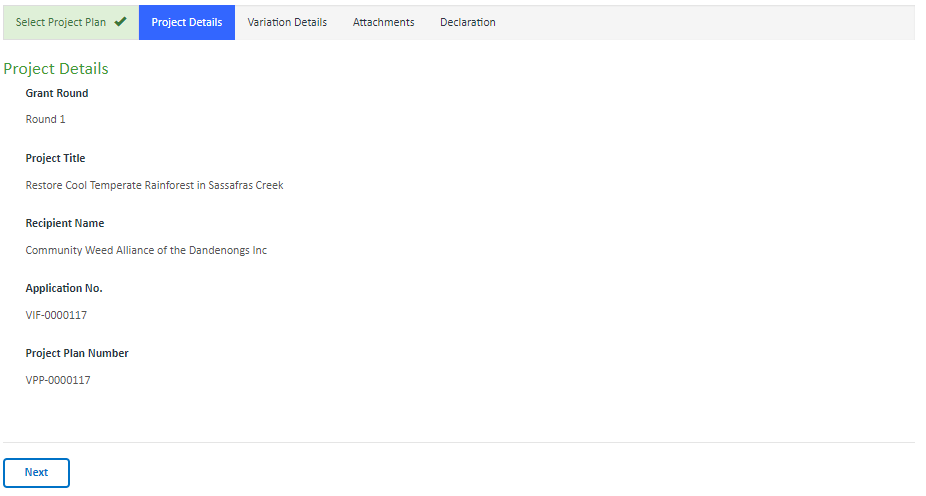 Select Project Plan Project Details Variation Details Attachments Declaration
Project Details
Grant Round
Round 1
Project Title
Restore Cool Temperate Rainforest in Sassafras Creek
Recipient Name
Community Weed Alliance of the Dandenongs Inc
Application No.
VIF-0000117
Project Plan Number
VPP-0000117
Next